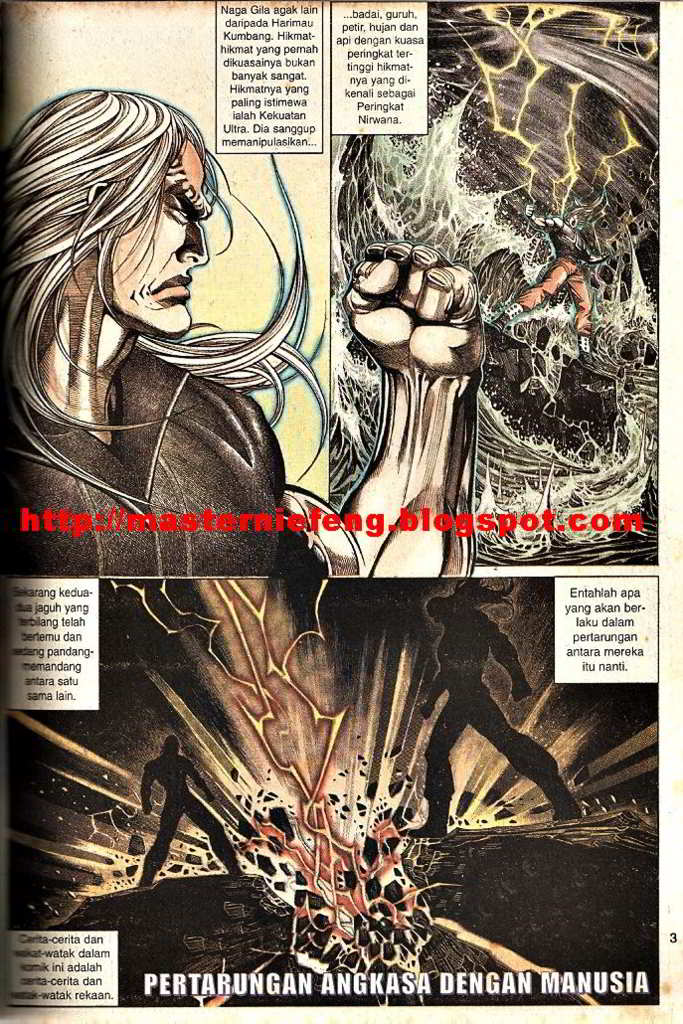 Naga Gila agak lain
daripada Harimau
Kumbang. Hikmat-
hikmat yang pernah
dikuasainya bukan
banyak sangat.
Hikmatnya yang
paling istimewa
ialah Kekuatan
Ultra. Dia sanggup
memanipulasikan...
...badai, guruh,
petir, hujan dan
api dengan kuasa
peringkat ter-
tinggi hikmat-
nya yang di-
kenali sebagai
Peringkat
Nirwana.
http://masterniefeng.blogspot.com
Sekarang kedua-
dua jaguh yang
terbilang telah
bertemu dan
sedang pandang-
memandang
antara satu
sama lain.
Entahlah apa
yang akan ber-
laku dalam
pertarungan
antara mereka
itu nanti.
Cerita-cerita dan
watak-watak dalam
komik ini adalah
cerita-cerita dan
watak-watak rekaan.
PERTARUNGAN ANGKASA DENGAN MANUSIA
3